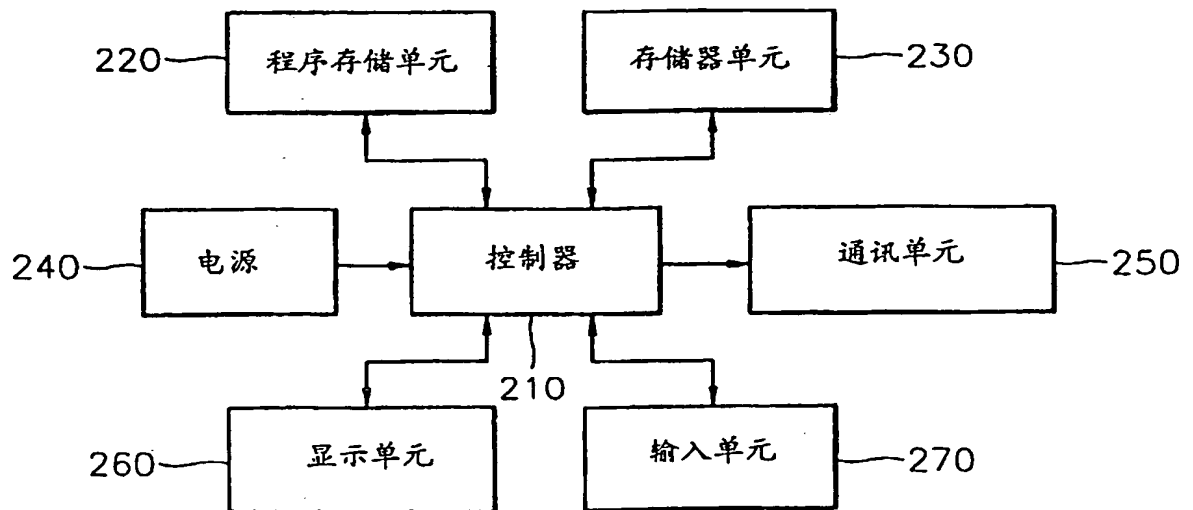 220
程序存储单元
存储器单元
230
240
电源
控制器
通讯单元
250
210
260
显示单元
输入单元
270